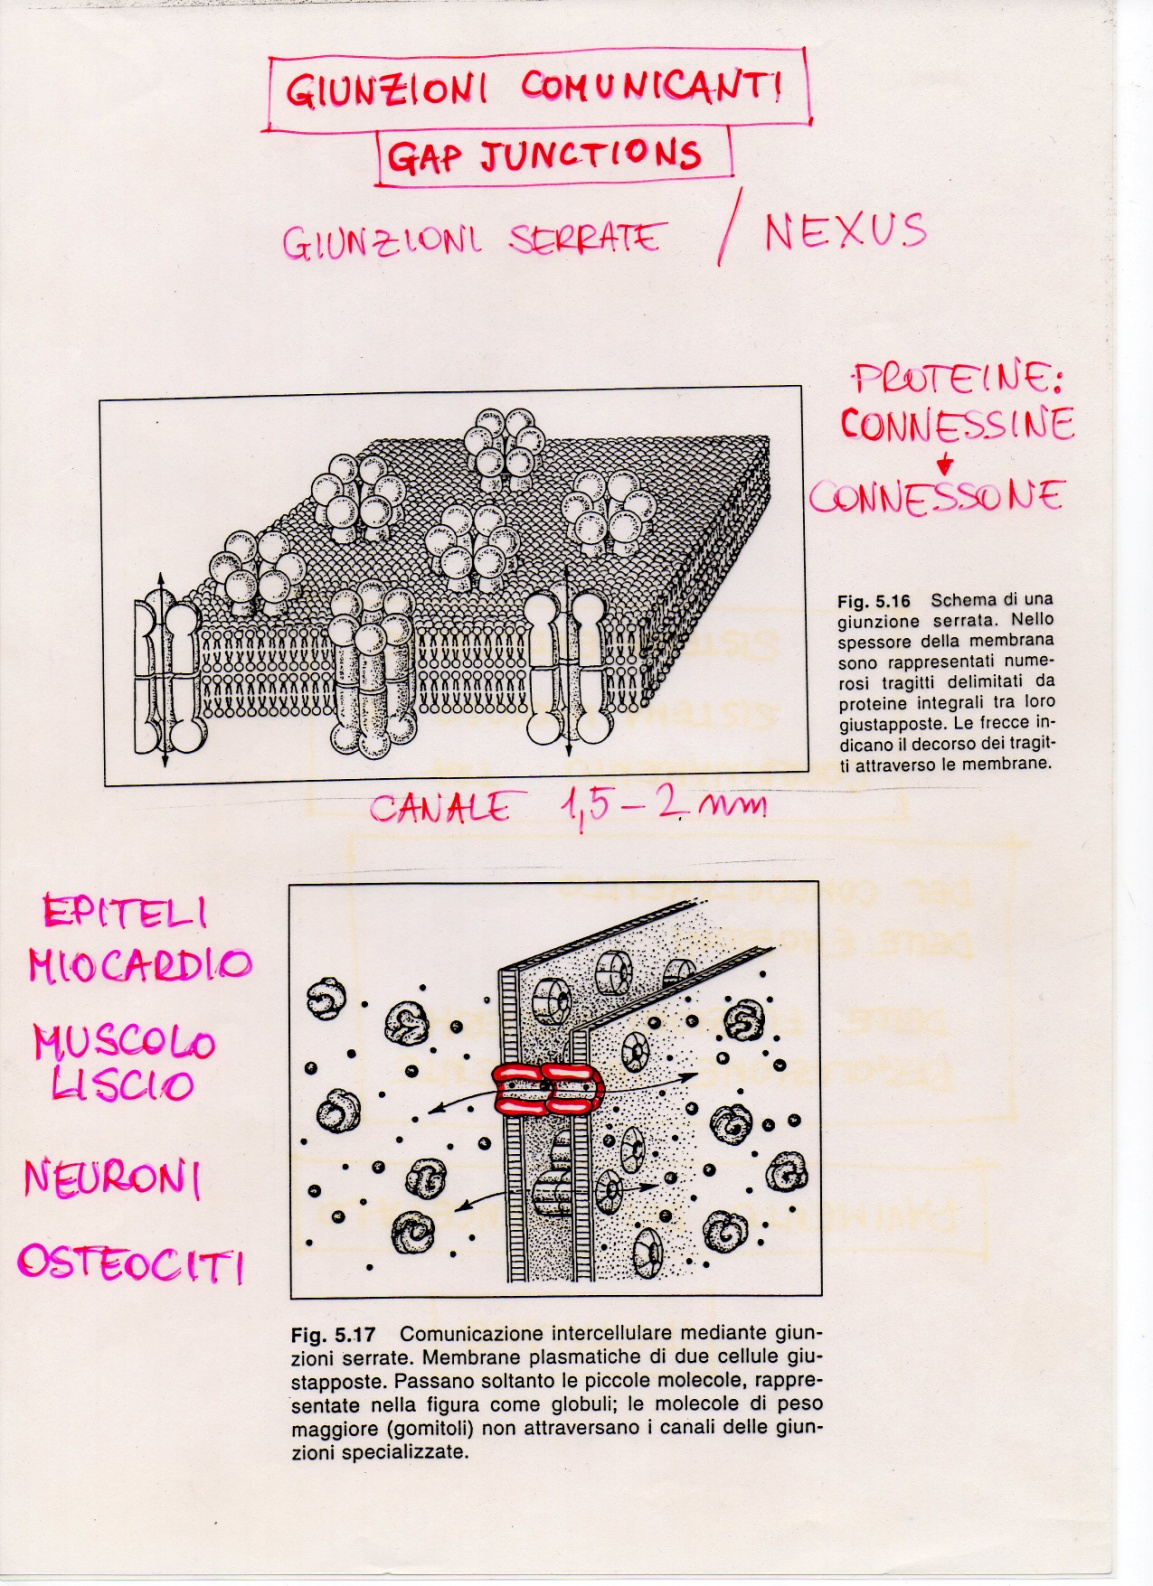 GIUNZIONI COMUNICANTI
GAP JUNCTIONS
GIUNZIONI SERRATE / NEXUS
PROTEINE:
CONNESSINE
CONNESSONE
Fig. 5.16 Schema di una
giunzione serrata. Nello
spessore della membrana
sono rappresentati nume-
rosi tragitti delimitati da
proteine integrali tra loro
giustapposte. Le frecce in-
dicano il decorso dei tragit-
ti attraverso le membrane.
CANALE 1,5-2 nm
EPITELI
MIOCARDIO
MUSCOLO
LISCIO
NEURONI
OSTEOCITI
Fig. 5.17 Comunicazione intercellulare mediante giun-
zioni serrate. Membrane plasmatiche di due cellule giu-
stapposte. Passano soltanto le piccole molecole, rappre-
sentate nella figura come globuli; le molecole di peso
maggiore (gomitoli) non attraversano i canali delle giun-
zioni specializzate.